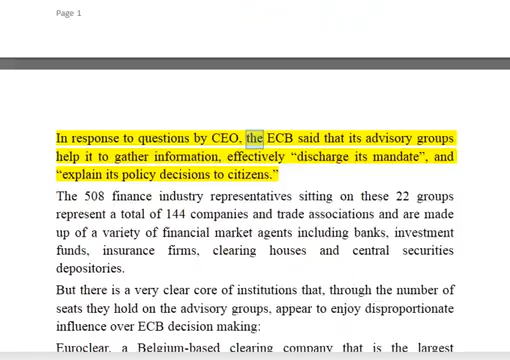 Page 1
In response to questions by CEO, the ECB said that its advisory groups
help it to gather information, effectively “discharge its mandate”, and
“explain its policy decisions to citizens.”
The 508 finance industry representatives sitting on these 22 groups
represent a total of 144 companies and trade associations and are made
up of a variety of financial market agents including banks, investment
funds, insurance firms, clearing houses and central securities
depositories.
But there is a very clear core of institutions that, through the number of
seats they hold on the advisory groups, appear to enjoy disproportionate
influence over ECB decision making:
Euroclear, a Belgium-based clearing company that is the largest